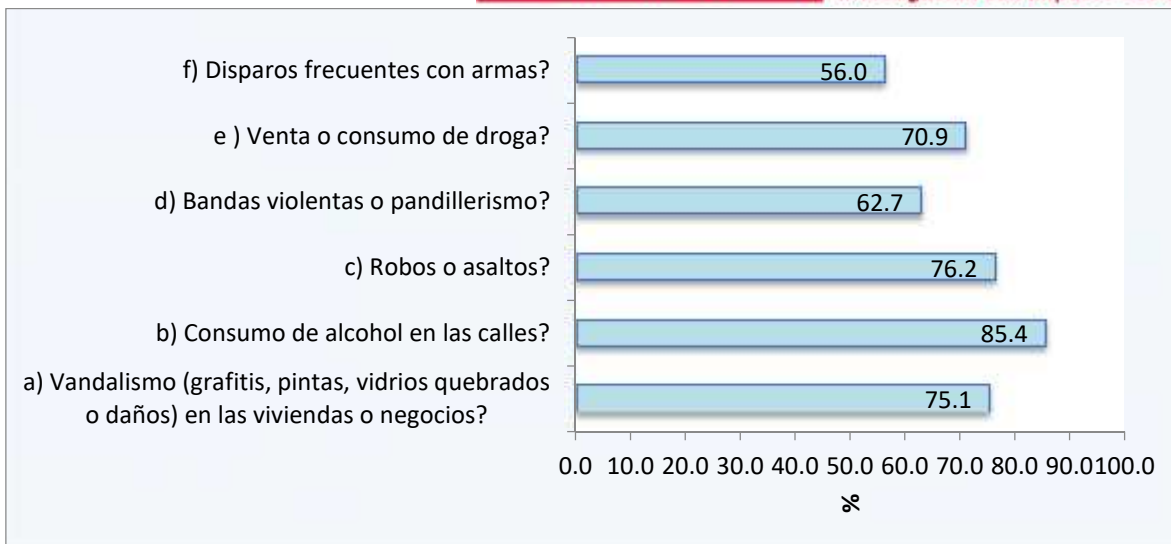 f) Disparos frecuentes con armas?
56.0
e ) Venta o consumo de droga?
70.9
d) Bandas violentas o pandillerismo?
62.7
c) Robos o asaltos?
76.2
b) Consumo de alcohol en las calles?
85.4
a) Vandalismo (grafitis, pintas, vidrios quebrados
o daños) en las viviendas o negocios?
75.1
0.0 10.0 20.0 30.0 40.0 50.0 60.0 70.0 80.0 90.0100.0
%